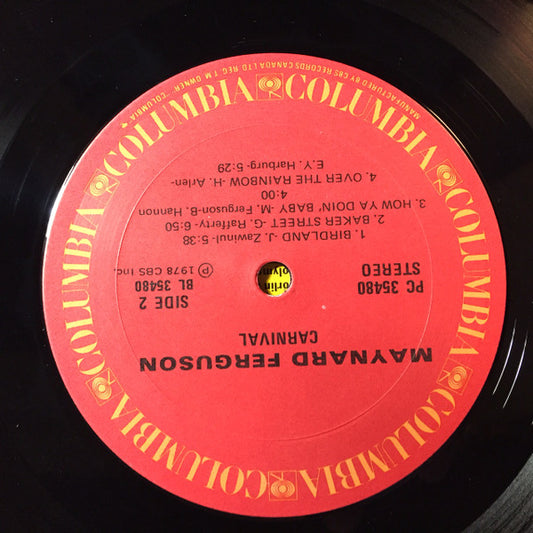 MAYNARD FERGUSON
CARNIVAL
PC 35480
STEREO
SIDE 2
BL 35480
Ⓟ 1978 CBS Inc.
1. BIRDLAND -J. Zawinul- 5:38
2. BAKER STREET -G. Rafferty- 6:50
3. HOW YA DOIN' BABY -M. Ferguson-B. Hannon
4:00
4. OVER THE RAINBOW -H. Arlen-
E.Y. Harburg- 5:29
COLUMBIA COLUMBIA COLUMBIA COLUMBIA COLUMBIA COLUMBIA
MANUFACTURED BY CBS RECORDS CANADA LTD. REG. T.M. OWNER, "COLUMBIA"